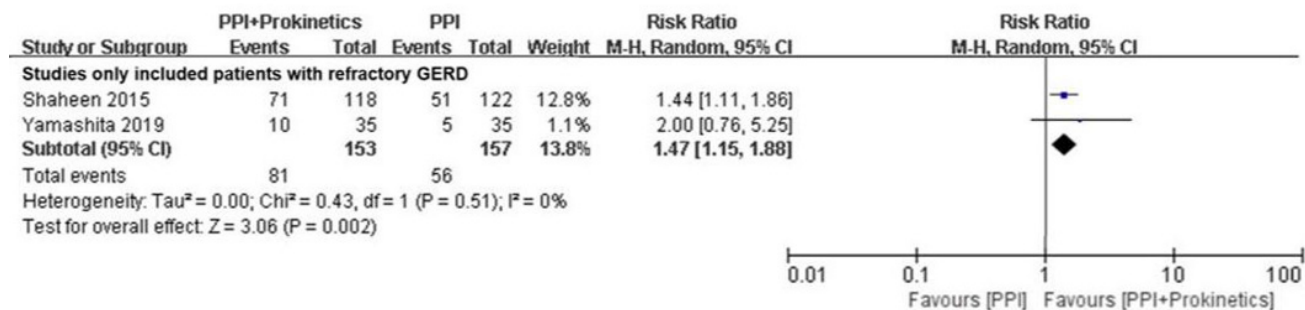 PPI+Prokinetics PPI Risk Ratio Risk Ratio
Study or Subgroup Events Total Events Total Weight M-H, Random, 95% CI M-H, Random, 95% CI
Studies only included patients with refractory GERD
Shaheen 2015 71 118 51 122 12.8% 1.44 [1.11, 1.86]
Yamashita 2019 10 35 5 35 1.1% 2.00 [0.76, 5.25]
Subtotal (95% CI) 153 157 13.8% 1.47 [1.15, 1.88]
Total events 81 56
Heterogeneity: Tau² = 0.00; Chi² = 0.43, df = 1 (P = 0.51); I² = 0%
Test for overall effect: Z = 3.06 (P = 0.002)
0.01 0.1 1 10 100
Favours [PPI] Favours [PPI+Prokinetics]